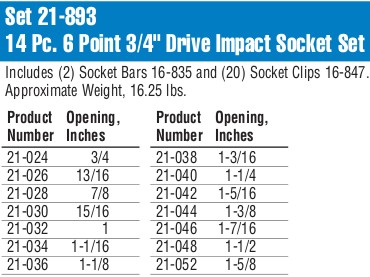 Set 21-893
14 Pc. 6 Point 3/4" Drive Impact Socket Set
Includes (2) Socket Bars 16-835 and (20) Socket Clips 16-847.
Approximate Weight, 16.25 lbs.
Product Opening, Product Opening,
Number Inches Number Inches
21-024 3/4 21-038 1-3/16
21-026 13/16 21-040 1-1/4
21-028 7/8 21-042 1-5/16
21-030 15/16 21-044 1-3/8
21-032 1 21-046 1-7/16
21-034 1-1/16 21-048 1-1/2
21-036 1-1/8 21-052 1-5/8